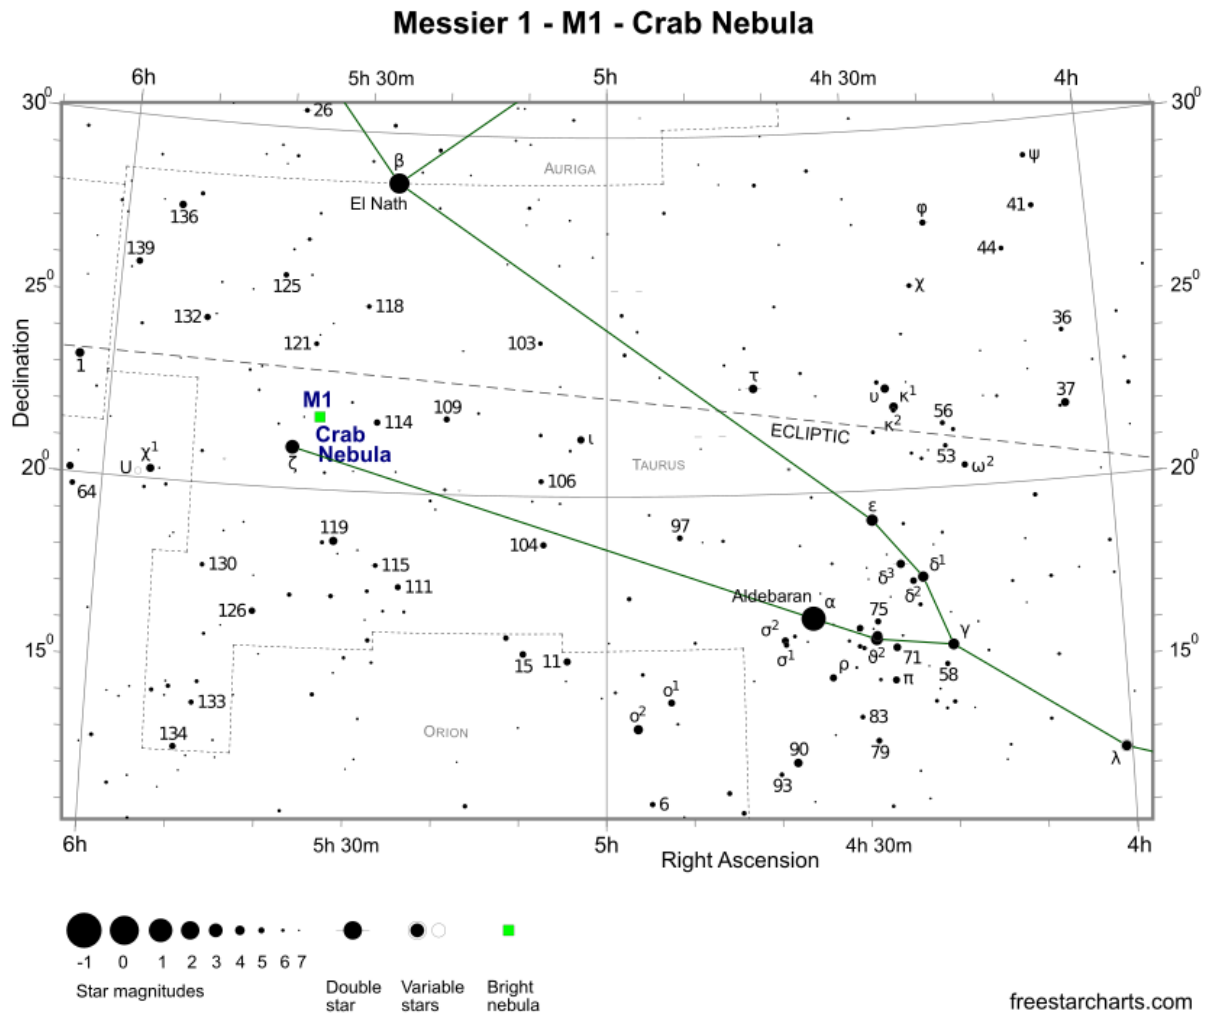 Messier 1 - M1 - Crab Nebula
6h 5h 30m 5h 4h 30m 4h
30⁰ 30⁰
26
β
AURIGA
ψ
El Nath
136
φ
41
139
44
25⁰ 25⁰
125
χ
118
132
36
121
103
1
τ
37
M1
υ κ¹
109
56
114
κ²
Crab
ι
ECLIPTIC
Nebula
53
χ¹
ζ
TAURUS
ω²
U
20⁰ 20⁰
64
106
ε
119
97
104
130
115
δ³ δ¹
111
δ²
Aldebaran
α
126
75
σ²
γ
15⁰ 15⁰
σ¹
ϑ²
71
15
11
ρ
58
π
133
ο¹
ο²
83
134
ORION
90
79
λ
93
6
Declination
6h 5h 30m 5h 4h 30m 4h
Right Ascension
-1 0 1 2 3 4 5 6 7
Star magnitudes
Double
star
Variable
stars
Bright
nebula
freestarcharts.com